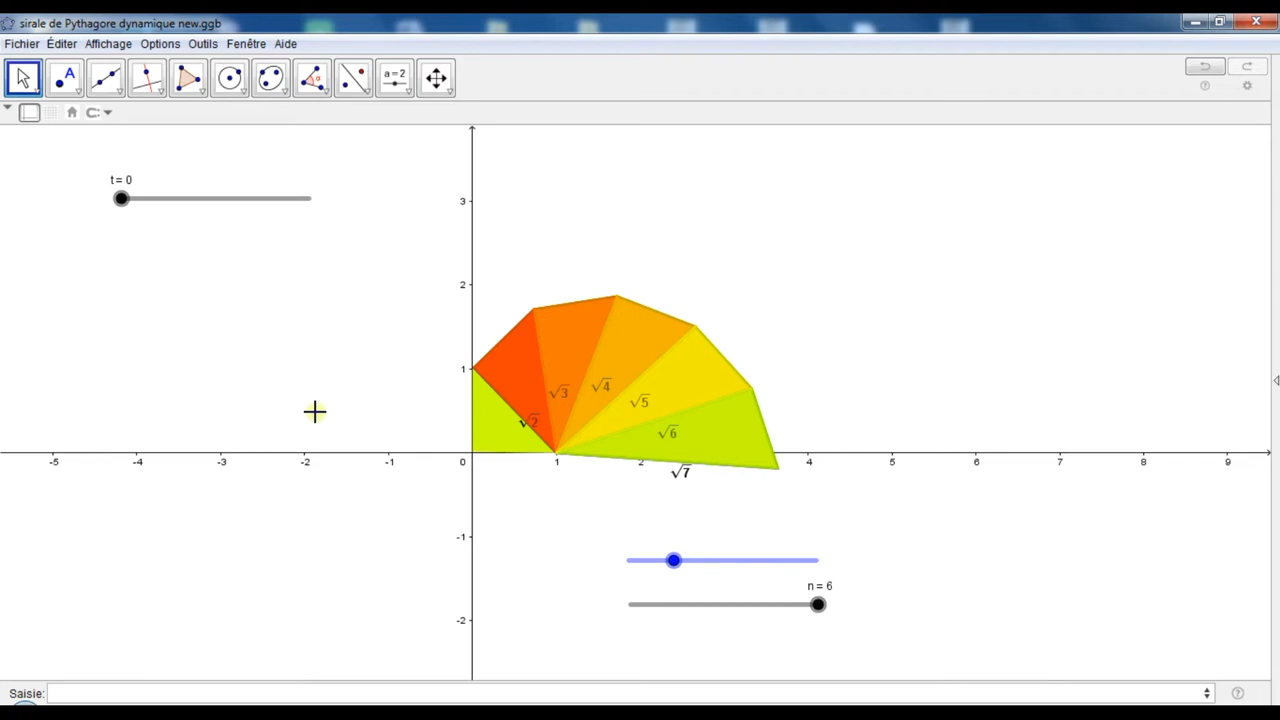 sirale de Pythagore dynamique new.ggb
Fichier Éditer Affichage Options Outils Fenêtre Aide
A
a = 2
t = 0
3
2
1
√2 √3 √4 √5 √6
-5 -4 -3 -2 -1 0 1 2 3 4 5 6 7 8 9
√7
-1
n = 6
-2
Saisie: